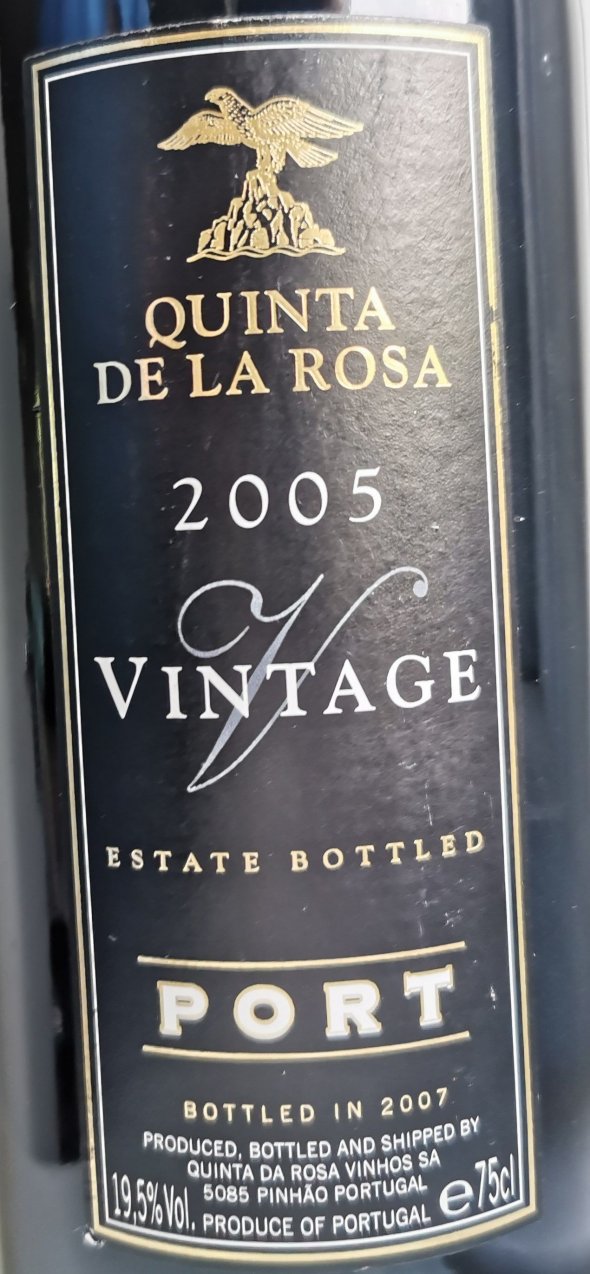 QUINTA
DE LA ROSA
2005
V
VINTAGE
ESTATE BOTTLED
PORT
BOTTLED IN 2007
PRODUCED, BOTTLED AND SHIPPED BY
QUINTA DA ROSA VINHOS SA
5085 PINHÃO PORTUGAL
19,5% Vol. PRODUCE OF PORTUGAL e 75cl